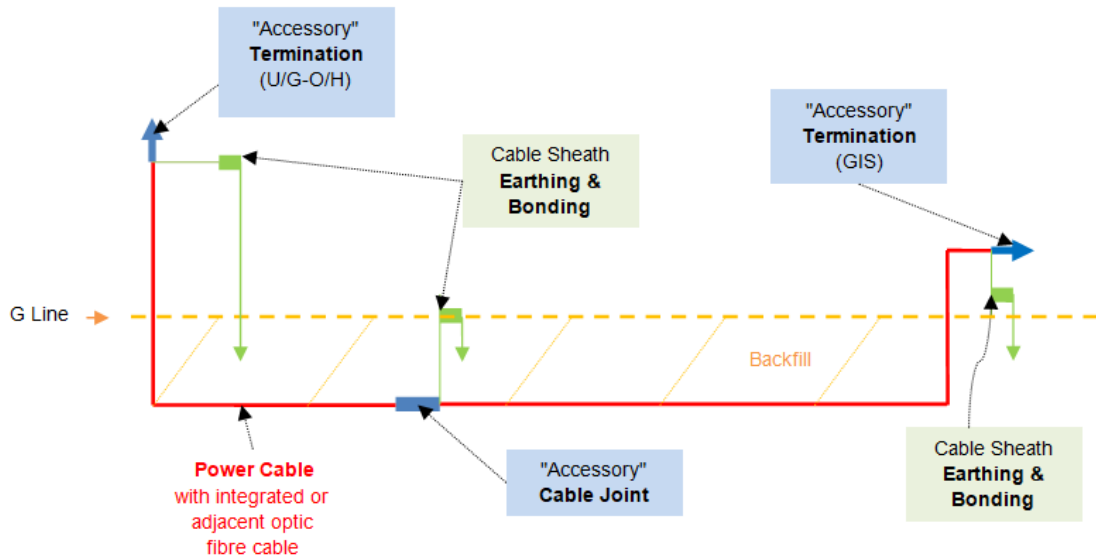 "Accessory"
Termination
(U/G-O/H)
"Accessory"
Termination
(GIS)
Cable Sheath
Earthing &
Bonding
G Line
Backfill
Power Cable
with integrated or
adjacent optic
fibre cable
"Accessory"
Cable Joint
Cable Sheath
Earthing &
Bonding